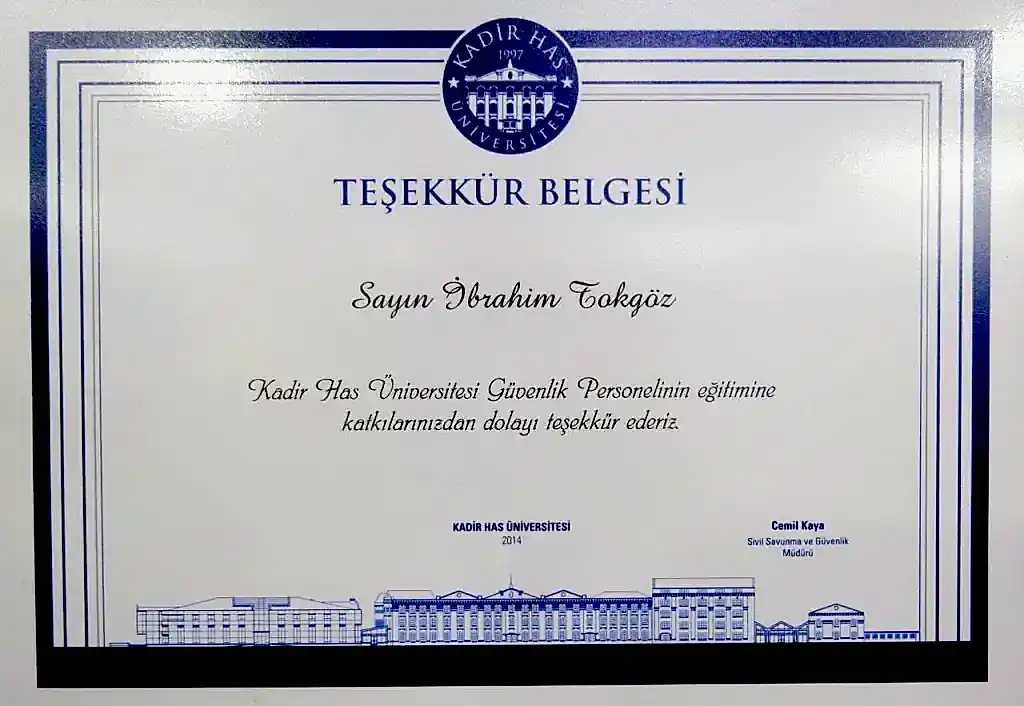 KADİR HAS
1997
ÜNİVERSİTESİ
TEŞEKKÜR BELGESİ
Sayın İbrahim Tokgöz
Kadir Has Üniversitesi Güvenlik Personelinin eğitimine
katkılarınızdan dolayı teşekkür ederiz.
KADİR HAS ÜNİVERSİTESİ
2014
Cemil Kaya
Sivil Savunma ve Güvenlik
Müdürü